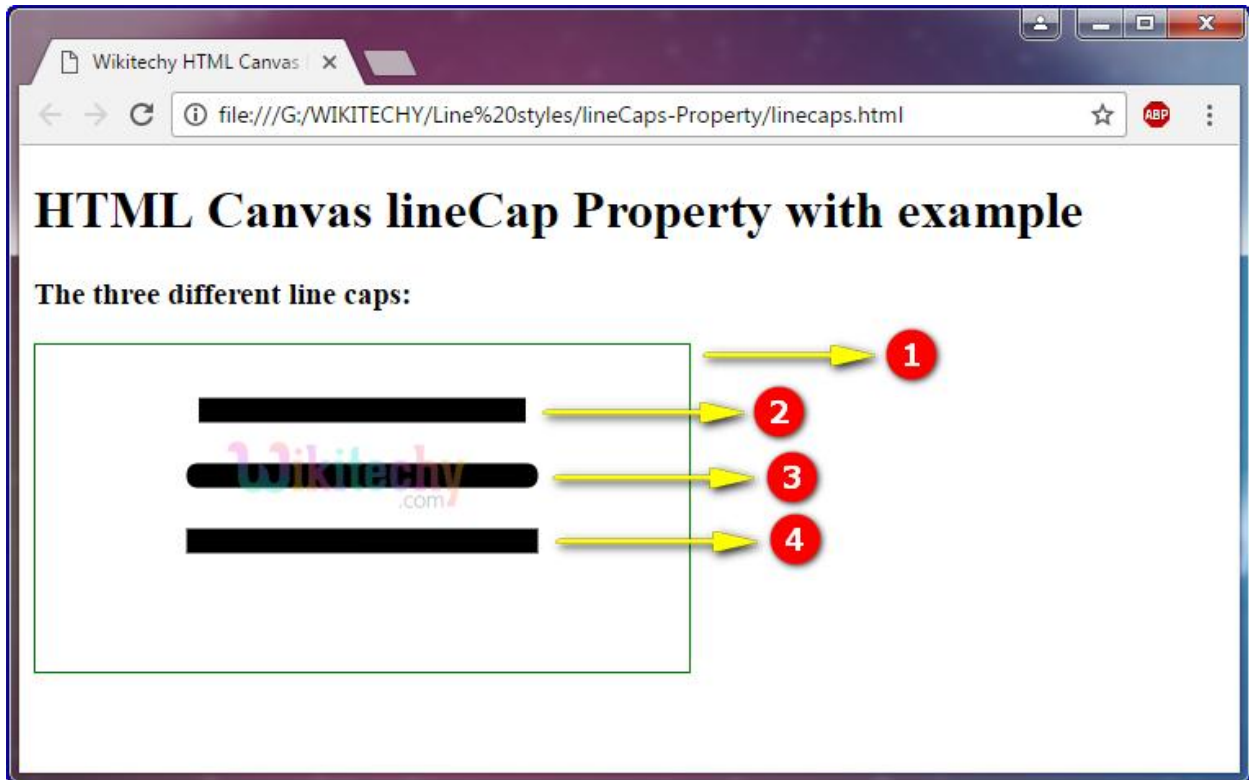 Wikitechy HTML Canvas
file:///G:/WIKITECHY/Line%20styles/lineCaps-Property/linecaps.html
ABP
HTML Canvas lineCap Property with example
The three different line caps:
1
2
3
4
Wikitechy
.com